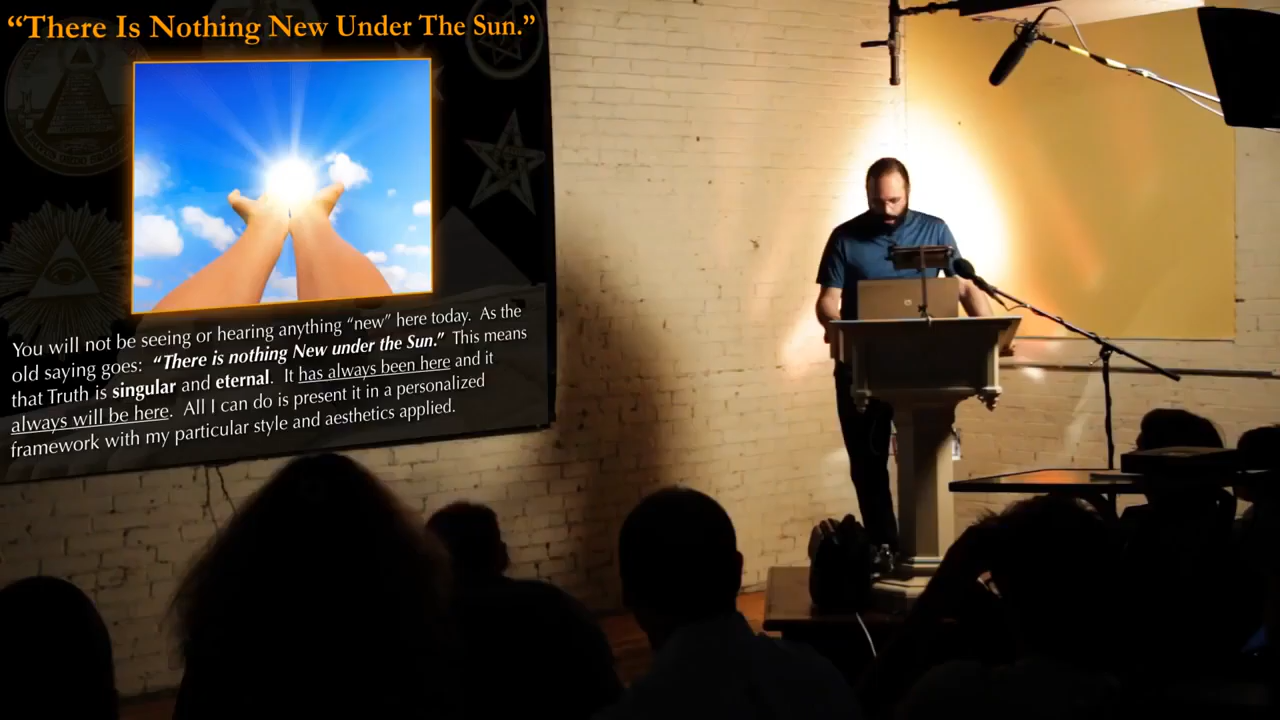 “There Is Nothing New Under The Sun.”
You will not be seeing or hearing anything “new” here today. As the
old saying goes: “There is nothing New under the Sun.” This means
that Truth is singular and eternal. It has always been here and it
always will be here. All I can do is present it in a personalized
framework with my particular style and aesthetics applied.